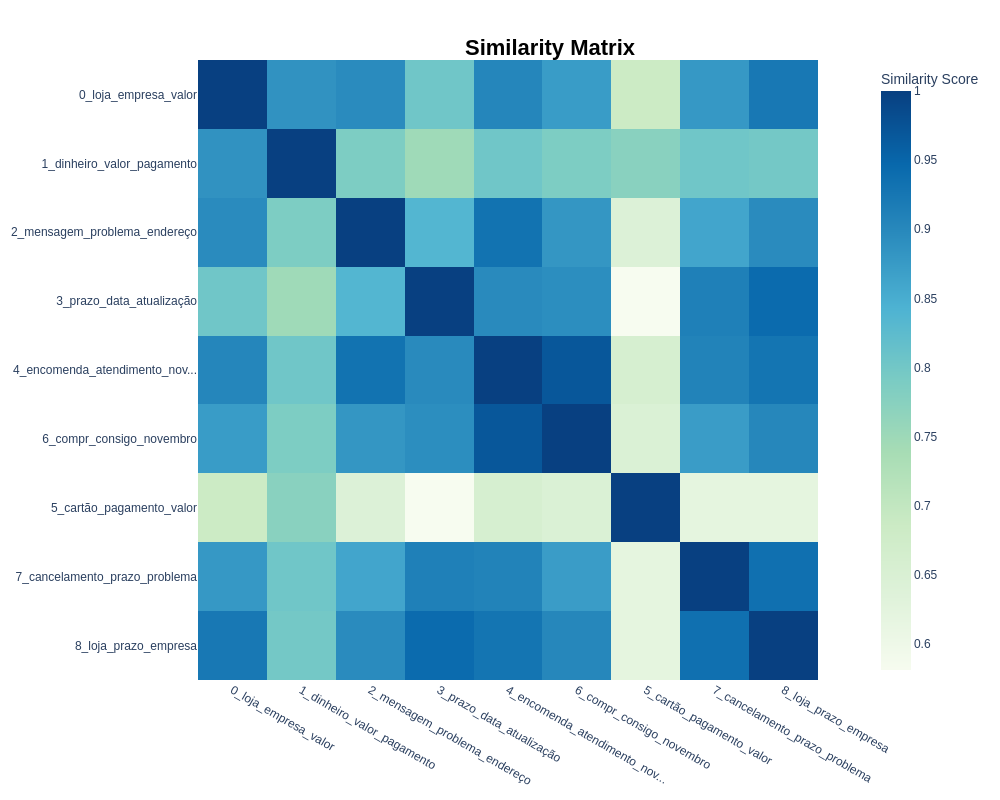 Similarity Matrix
Similarity Score
0_loja_empresa_valor
1_dinheiro_valor_pagamento
2_mensagem_problema_endereço
3_prazo_data_atualização
4_encomenda_atendimento_nov...
6_compr_consigo_novembro
5_cartão_pagamento_valor
7_cancelamento_prazo_problema
8_loja_prazo_empresa
1
0.95
0.9
0.85
0.8
0.75
0.7
0.65
0.6
0_loja_empresa_valor
1_dinheiro_valor_pagamento
2_mensagem_problema_endereço
3_prazo_data_atualização
4_encomenda_atendimento_nov...
6_compr_consigo_novembro
5_cartão_pagamento_valor
7_cancelamento_prazo_problema
8_loja_prazo_empresa